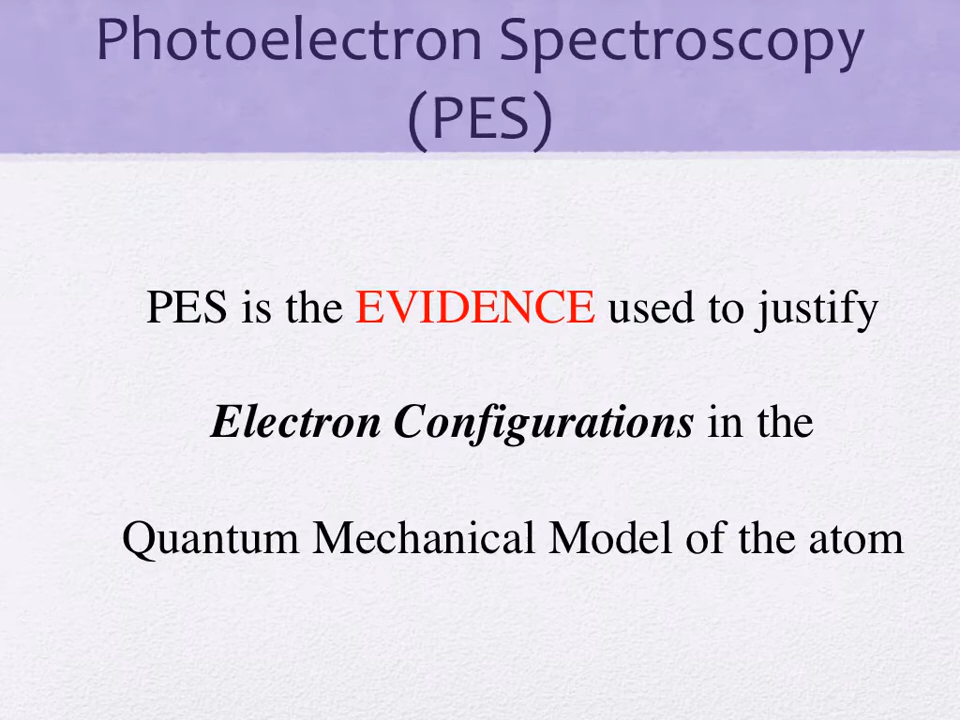 Photoelectron Spectroscopy
(PES)
PES is the EVIDENCE used to justify
Electron Configurations in the
Quantum Mechanical Model of the atom